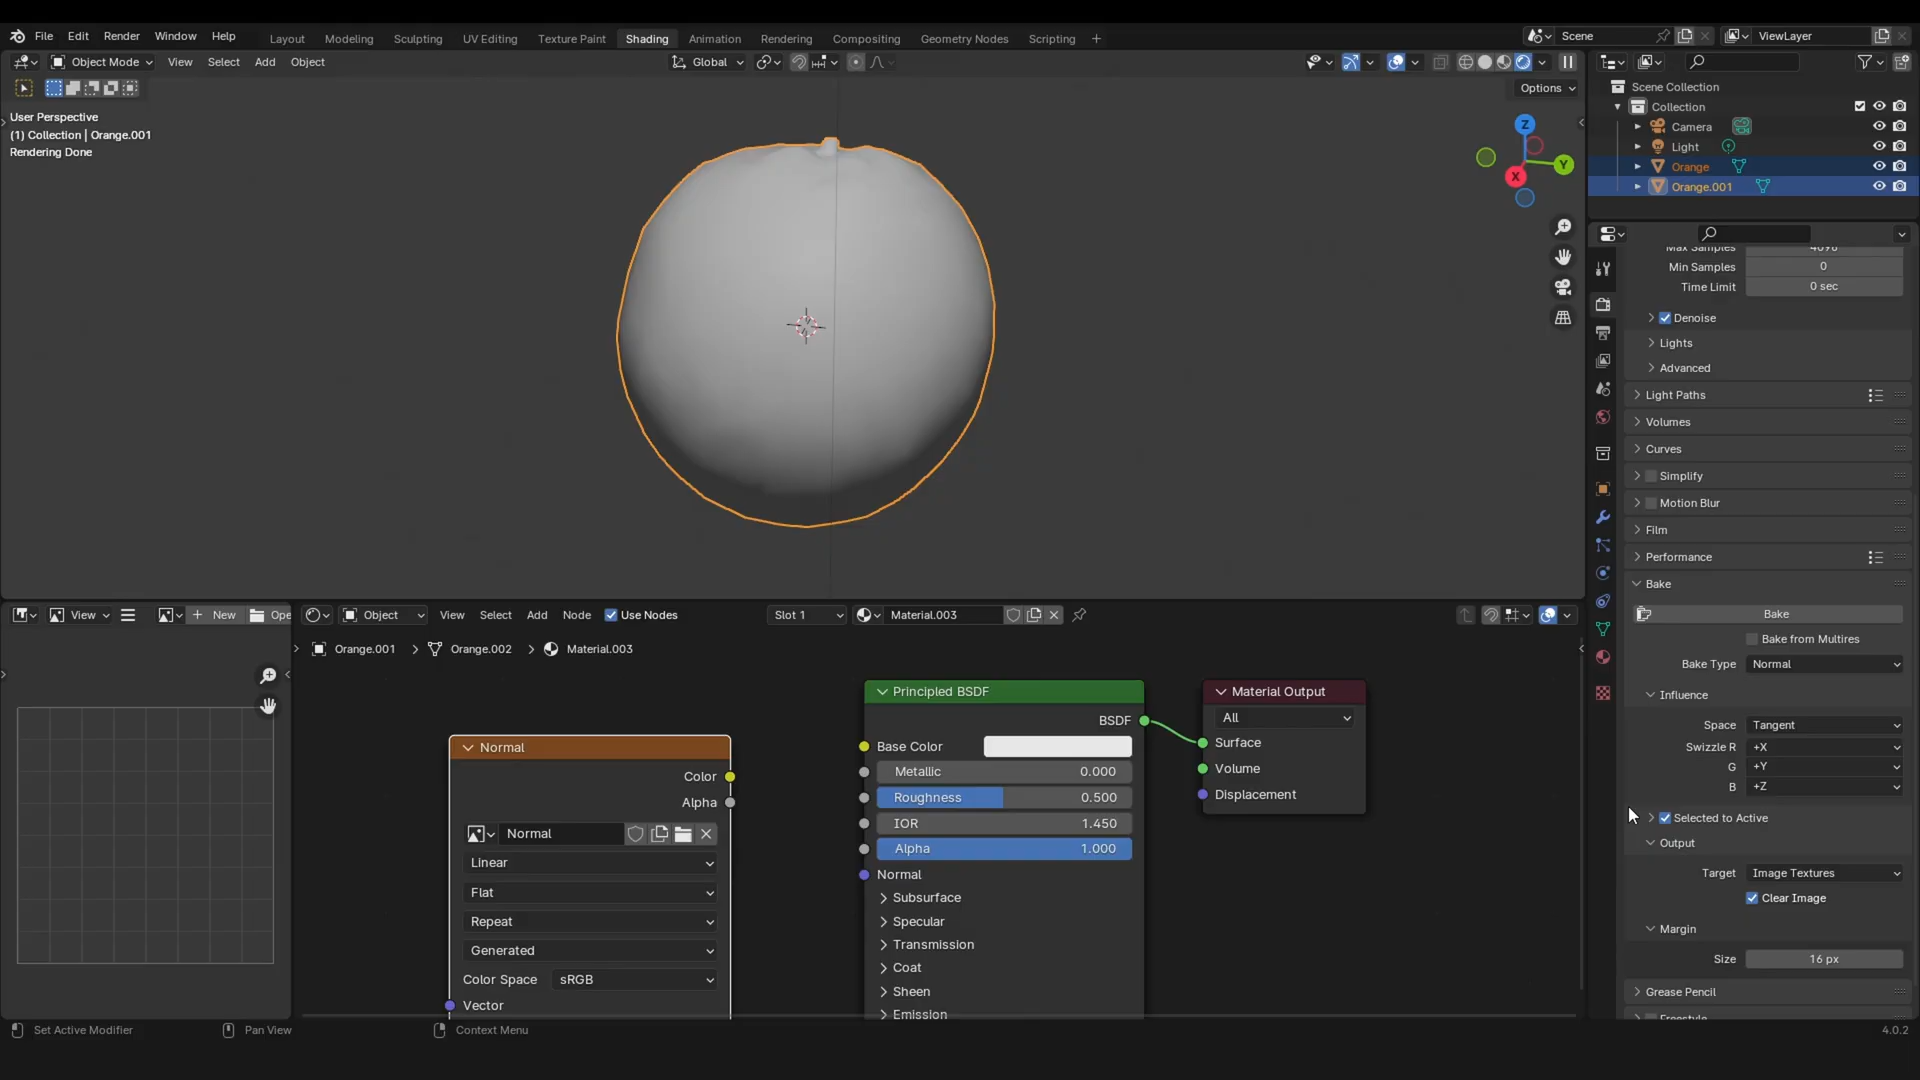 File Edit Render Window Help Layout Modeling Sculpting UV Editing Texture Paint Shading Animation Rendering Compositing Geometry Nodes Scripting + Scene ViewLayer
Object Mode View Select Add Object Global
Options
User Perspective
(1) Collection | Orange.001
Rendering Done
Z
Y
X
Scene Collection
Collection
Camera
Light
Orange
Orange.001
Max Samples 4096
Min Samples 0
Time Limit 0 sec
Denoise
Lights
Advanced
Light Paths
Volumes
Curves
Simplify
Motion Blur
Film
Performance
Bake
Bake
Bake from Multires
Bake Type Normal
Influence
Space Tangent
Swizzle R +X
G +Y
B +Z
Selected to Active
Output
Target Image Textures
Clear Image
Margin
Size 16 px
Grease Pencil
Freestyle
View + New Ope
Object View Select Add Node Use Nodes Slot 1 Material.003
Orange.001 > Orange.002 > Material.003
Normal
Color
Alpha
Normal
Linear
Flat
Repeat
Generated
Color Space sRGB
Vector
Principled BSDF
BSDF
Base Color
Metallic 0.000
Roughness 0.500
IOR 1.450
Alpha 1.000
Normal
Subsurface
Specular
Transmission
Coat
Sheen
Emission
Material Output
All
Surface
Volume
Displacement
Set Active Modifier Pan View Context Menu 4.0.2